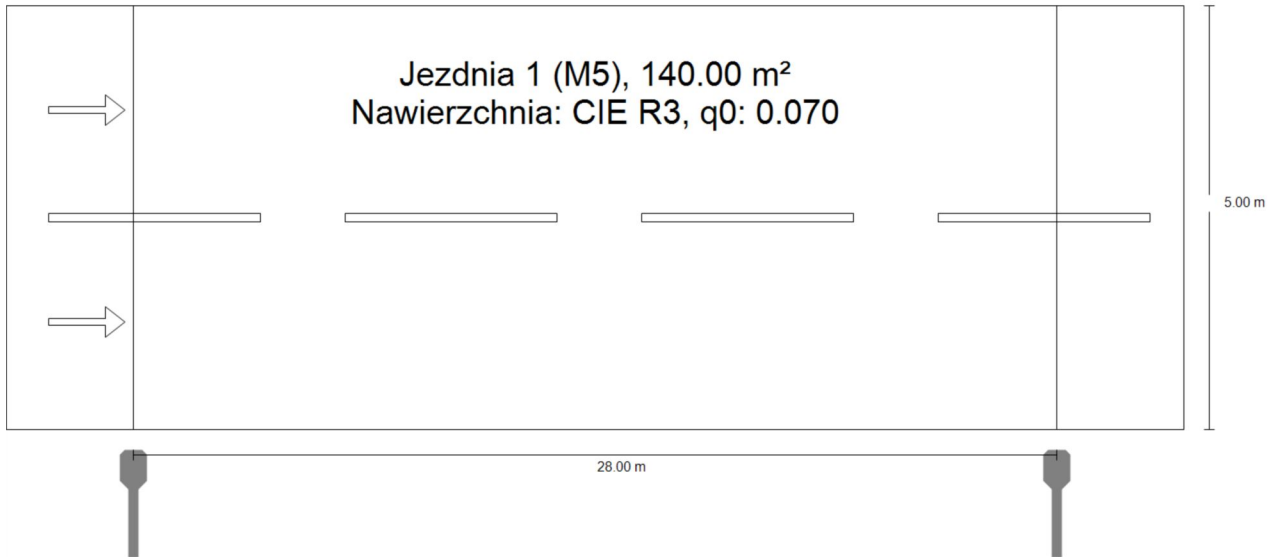 Jezdnia 1 (M5), 140.00 m²
Nawierzchnia: CIE R3, q0: 0.070
5.00 m
28.00 m